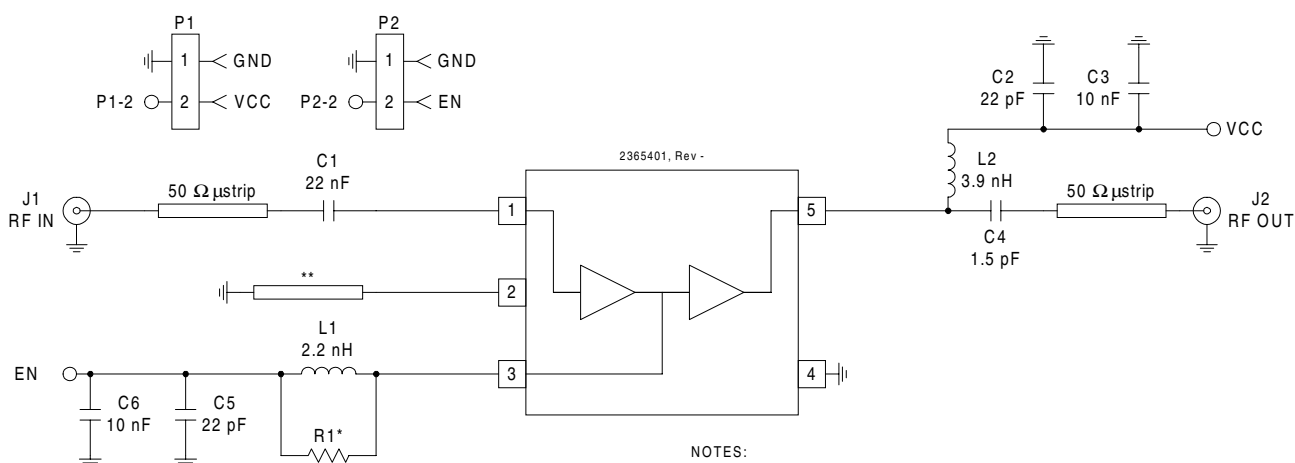 P1
1
GND
P1-2
2
VCC
P2
1
GND
P2-2
2
EN
C2
22 pF
C3
10 nF
VCC
2365401, Rev -
L2
3.9 nH
C1
22 nF
J1
RF IN
50 Ω µstrip
1
5
50 Ω µstrip
J2
RF OUT
C4
1.5 pF
**
2
L1
2.2 nH
EN
3
4
C6
10 nF
C5
22 pF
R1*
NOTES: